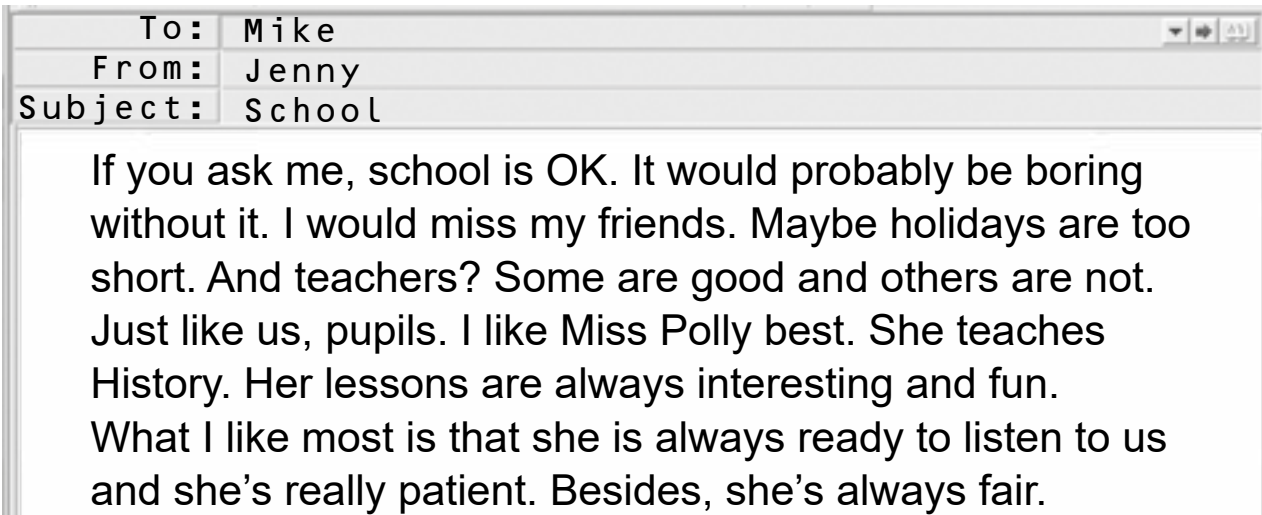 To: Mike
From: Jenny
Subject: School
If you ask me, school is OK. It would probably be boring
without it. I would miss my friends. Maybe holidays are too
short. And teachers? Some are good and others are not.
Just like us, pupils. I like Miss Polly best. She teaches
History. Her lessons are always interesting and fun.
What I like most is that she is always ready to listen to us
and she’s really patient. Besides, she’s always fair.